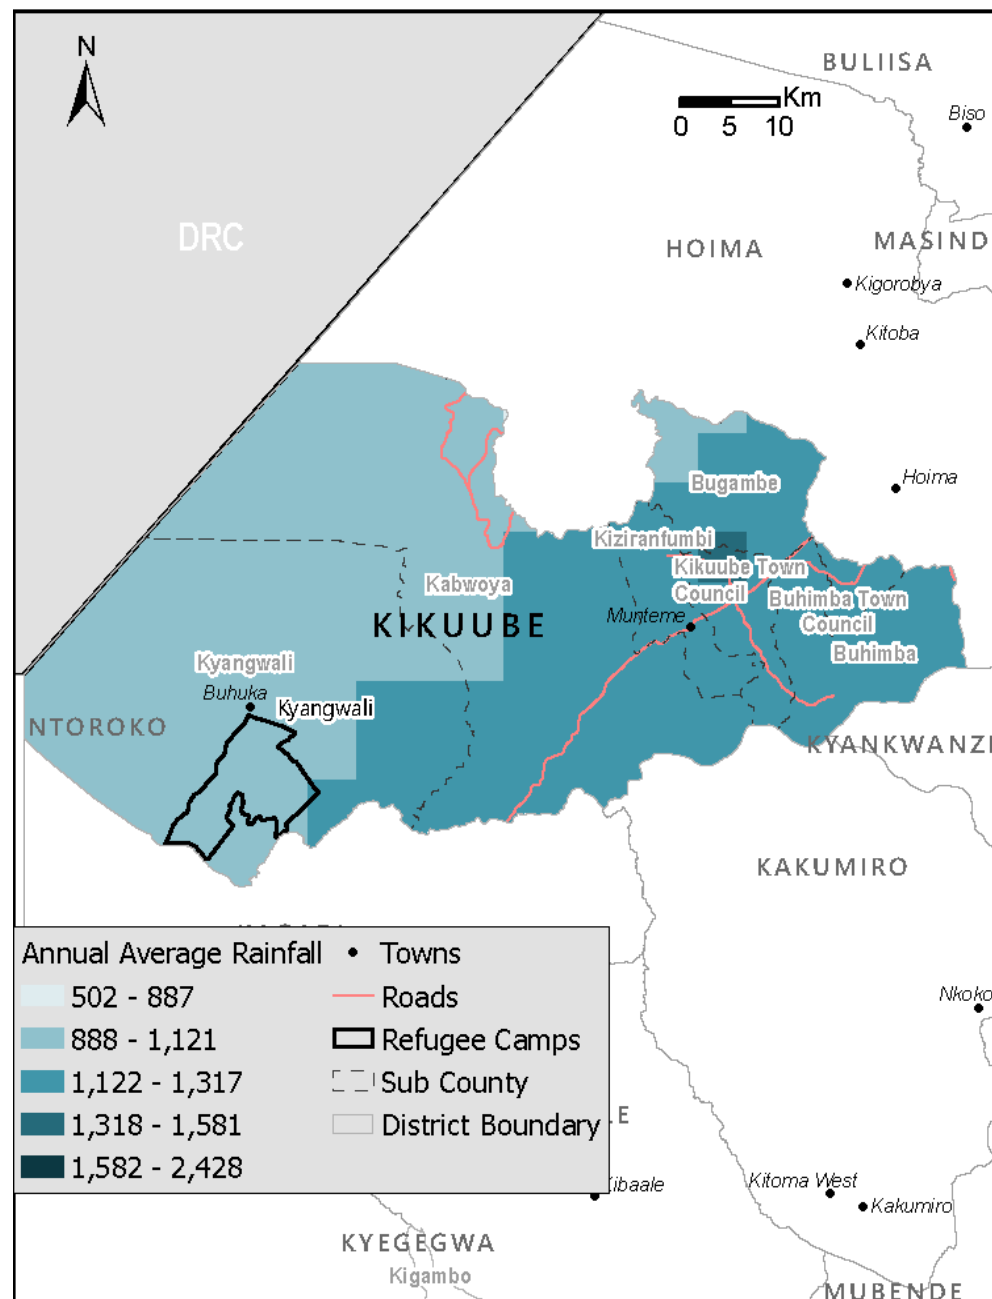 N
BULIISA
Km
0 5 10
Biso
DRC
HOIMA
MASIND
Kigorobya
Kitoba
Hoima
Bugambe
Kiziranfumbi
Kikuube Town
Council
Kabwoya
Buhimba Town
Council
KIKUUBE
Munteme
Buhimba
Kyangwali
Buhuka
Kyangwali
NTOROKO
KYANKWANZI
KAKUMIRO
Annual Average Rainfall
502 - 887
888 - 1,121
1,122 - 1,317
1,318 - 1,581
1,582 - 2,428
Towns
Roads
Refugee Camps
Sub County
District Boundary
Nkoko
LE
Kibaale
Kitoma West
Kakumiro
KYEGEGWA
Kigambo
MUBENDE